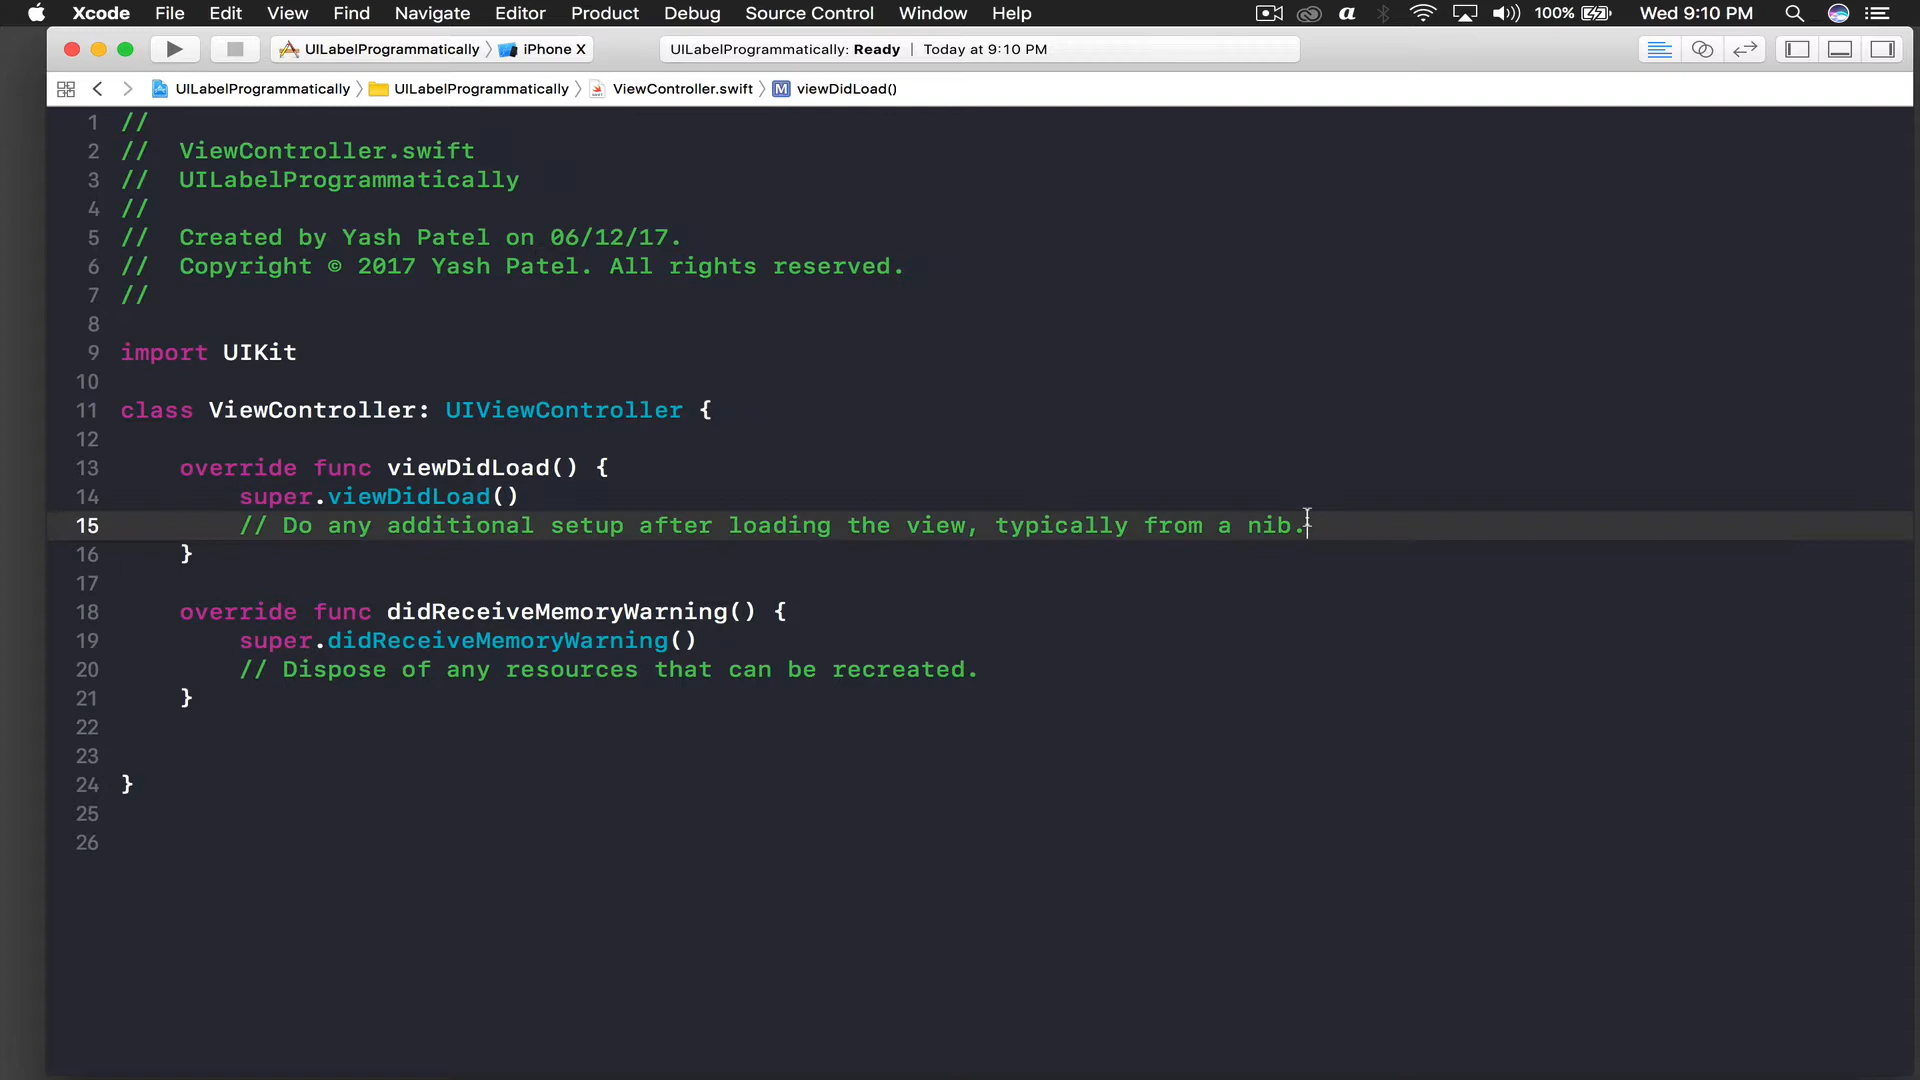 Xcode File Edit View Find Navigate Editor Product Debug Source Control Window Help a 100% Wed 9:10 PM
UILabelProgrammatically iPhone X UILabelProgrammatically: Ready | Today at 9:10 PM
UILabelProgrammatically UILabelProgrammatically ViewController.swift M viewDidLoad()
1 //
2 //  ViewController.swift
3 //  UILabelProgrammatically
4 //
5 //  Created by Yash Patel on 06/12/17.
6 //  Copyright © 2017 Yash Patel. All rights reserved.
7 //
8
9 import UIKit
10
11 class ViewController: UIViewController {
12
13     override func viewDidLoad() {
14         super.viewDidLoad()
15         // Do any additional setup after loading the view, typically from a nib.
16     }
17
18     override func didReceiveMemoryWarning() {
19         super.didReceiveMemoryWarning()
20         // Dispose of any resources that can be recreated.
21     }
22
23
24 }
25
26